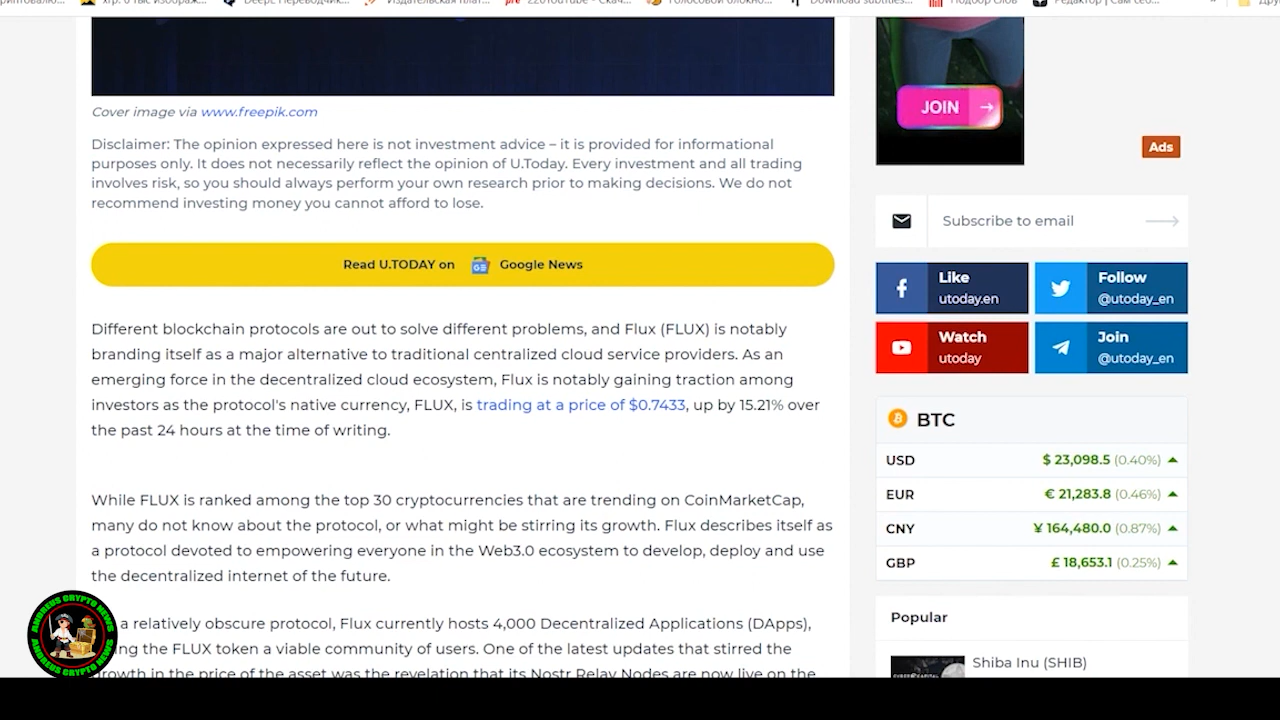 Издательская плат...
Download subtitles...
Подбор слов
Cover image via www.freepik.com
Disclaimer: The opinion expressed here is not investment advice – it is provided for informational
purposes only. It does not necessarily reflect the opinion of U.Today. Every investment and all trading
involves risk, so you should always perform your own research prior to making decisions. We do not
recommend investing money you cannot afford to lose.
Read U.TODAY on Google News
Different blockchain protocols are out to solve different problems, and Flux (FLUX) is notably
branding itself as a major alternative to traditional centralized cloud service providers. As an
emerging force in the decentralized cloud ecosystem, Flux is notably gaining traction among
investors as the protocol's native currency, FLUX, is trading at a price of $0.7433, up by 15.21% over
the past 24 hours at the time of writing.
While FLUX is ranked among the top 30 cryptocurrencies that are trending on CoinMarketCap,
many do not know about the protocol, or what might be stirring its growth. Flux describes itself as
a protocol devoted to empowering everyone in the Web3.0 ecosystem to develop, deploy and use
the decentralized internet of the future.
a relatively obscure protocol, Flux currently hosts 4,000 Decentralized Applications (DApps),
the FLUX token a viable community of users. One of the latest updates that stirred the
growth in the price of the asset was the revelation that its Nostr Relay Nodes are now live on the
ANDREUS CRYPTO NEWS
ANDREUS CRYPTO NEWS
JOIN
Ads
Subscribe to email
Like
utoday.en
Follow
@utoday_en
Watch
utoday
Join
@utoday_en
BTC
USD $ 23,098.5 (0.40%)
EUR € 21,283.8 (0.46%)
CNY ¥ 164,480.0 (0.87%)
GBP £ 18,653.1 (0.25%)
Popular
Shiba Inu (SHIB)